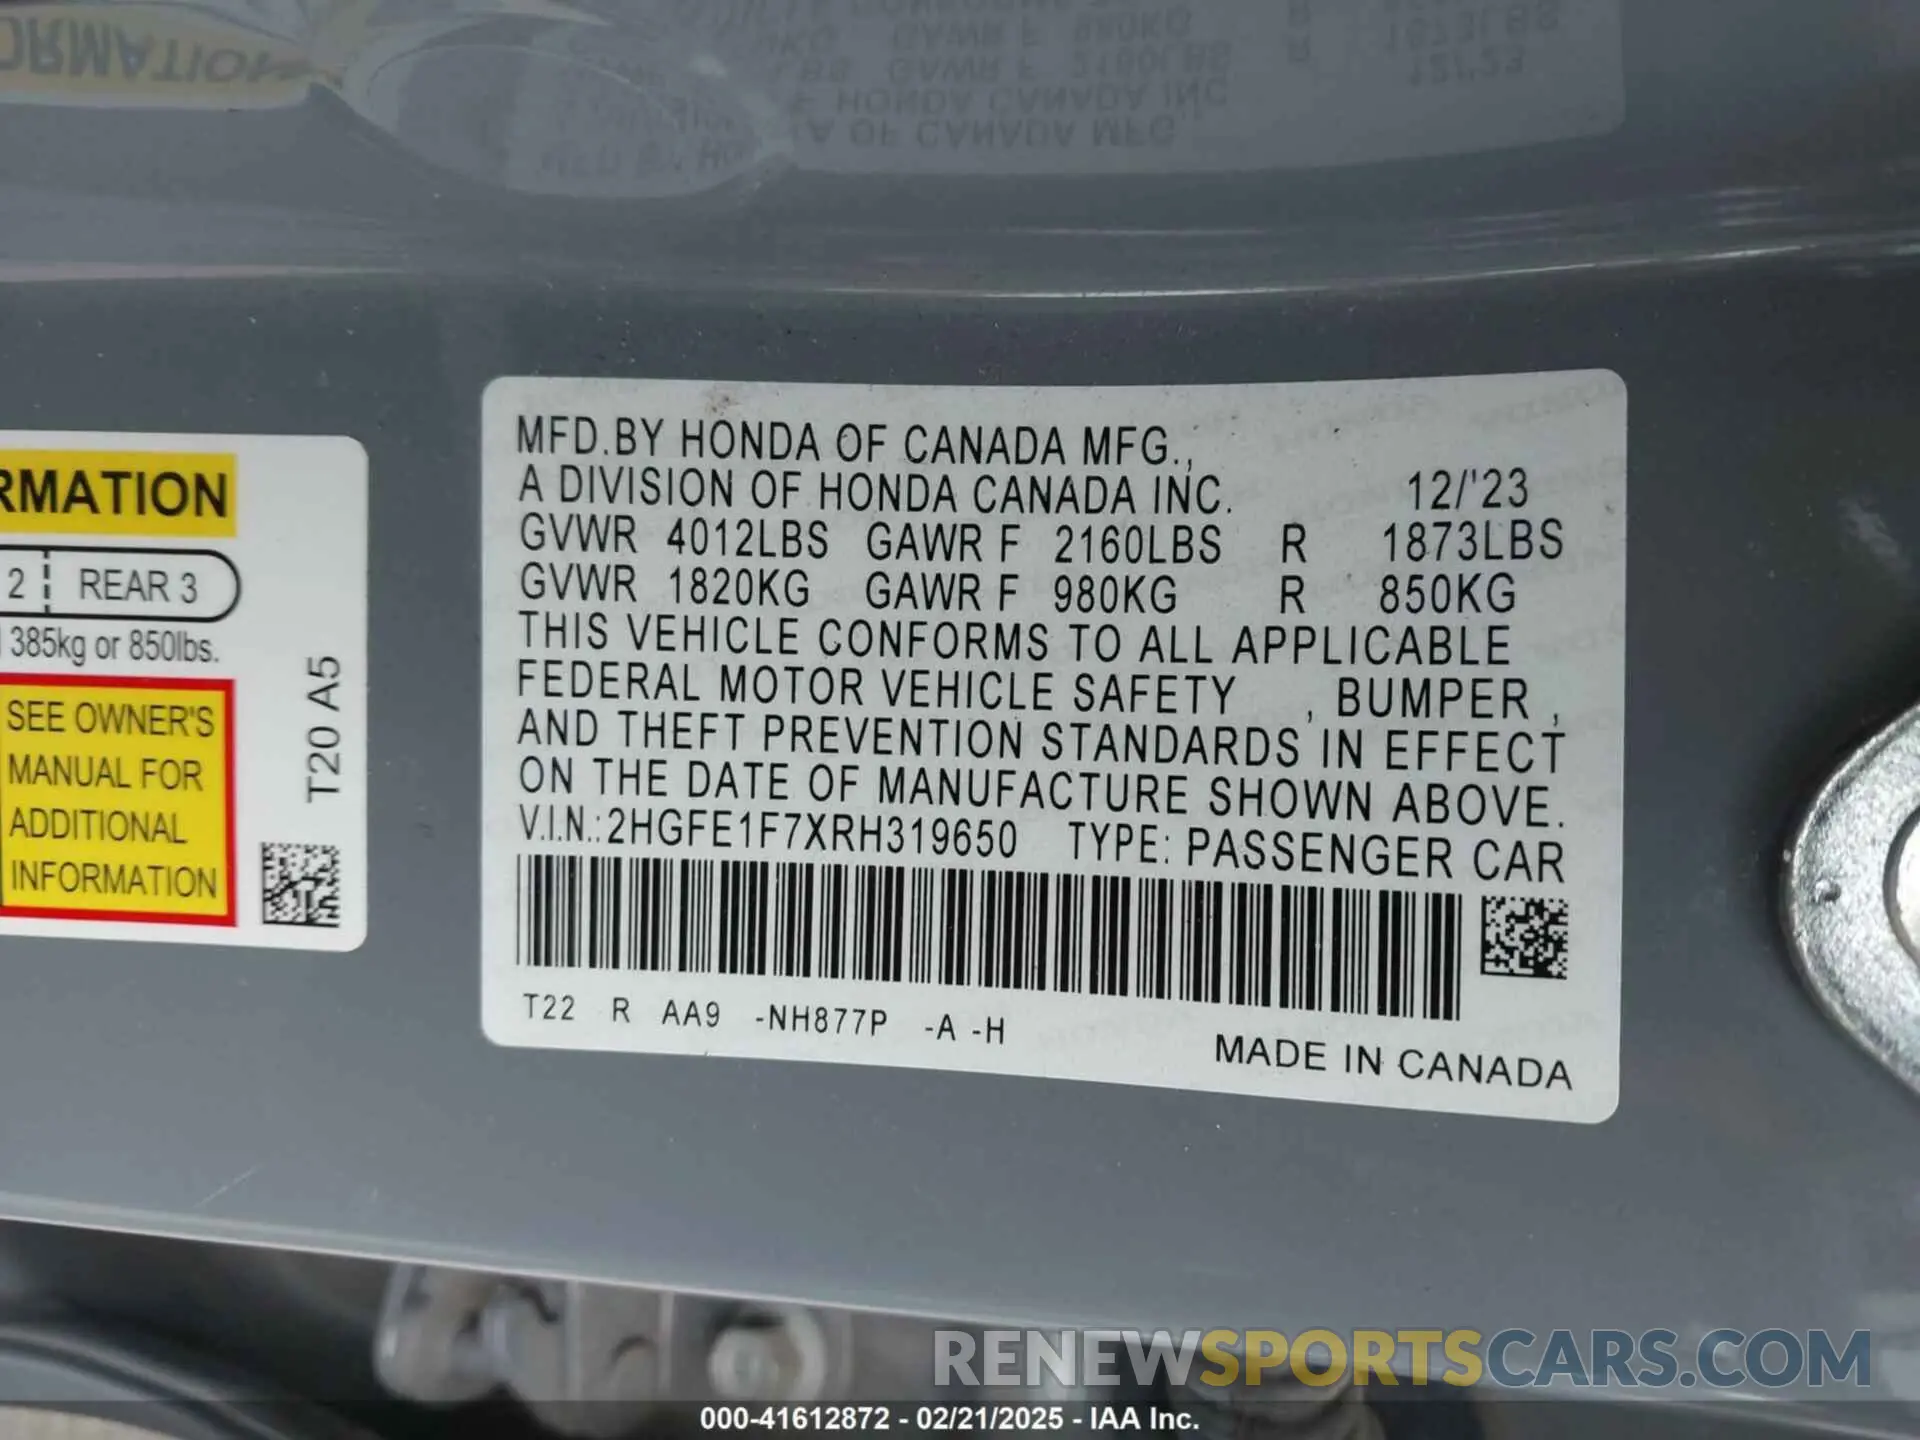 RMATION
2 REAR 3
385kg or 850lbs.
SEE OWNER'S
MANUAL FOR
ADDITIONAL
INFORMATION
T20 A5
MFD.BY HONDA OF CANADA MFG.,
A DIVISION OF HONDA CANADA INC. 12/'23
GVWR 4012LBS GAWR F 2160LBS R 1873LBS
GVWR 1820KG GAWR F 980KG R 850KG
THIS VEHICLE CONFORMS TO ALL APPLICABLE
FEDERAL MOTOR VEHICLE SAFETY , BUMPER ,
AND THEFT PREVENTION STANDARDS IN EFFECT
ON THE DATE OF MANUFACTURE SHOWN ABOVE.
V.I.N.:2HGFE1F7XRH319650 TYPE: PASSENGER CAR
T22 R AA9 -NH877P -A -H
MADE IN CANADA
RENEWSPORTSCARS.COM
000-41612872 - 02/21/2025 - IAA Inc.